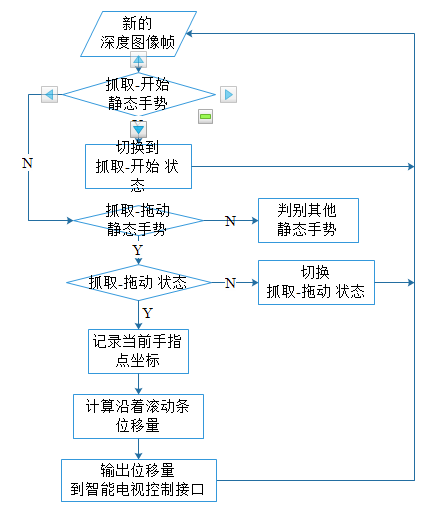 新的
深度图像帧
抓取-开始
静态手势
切换到
抓取-开始 状
态
N
抓取-拖动
静态手势
N
判别其他
静态手势
Y
抓取-拖动 状态
N
切换
抓取-拖动 状态
Y
记录当前手指
点坐标
计算沿着滚动条
位移量
输出位移量
到智能电视控制接口